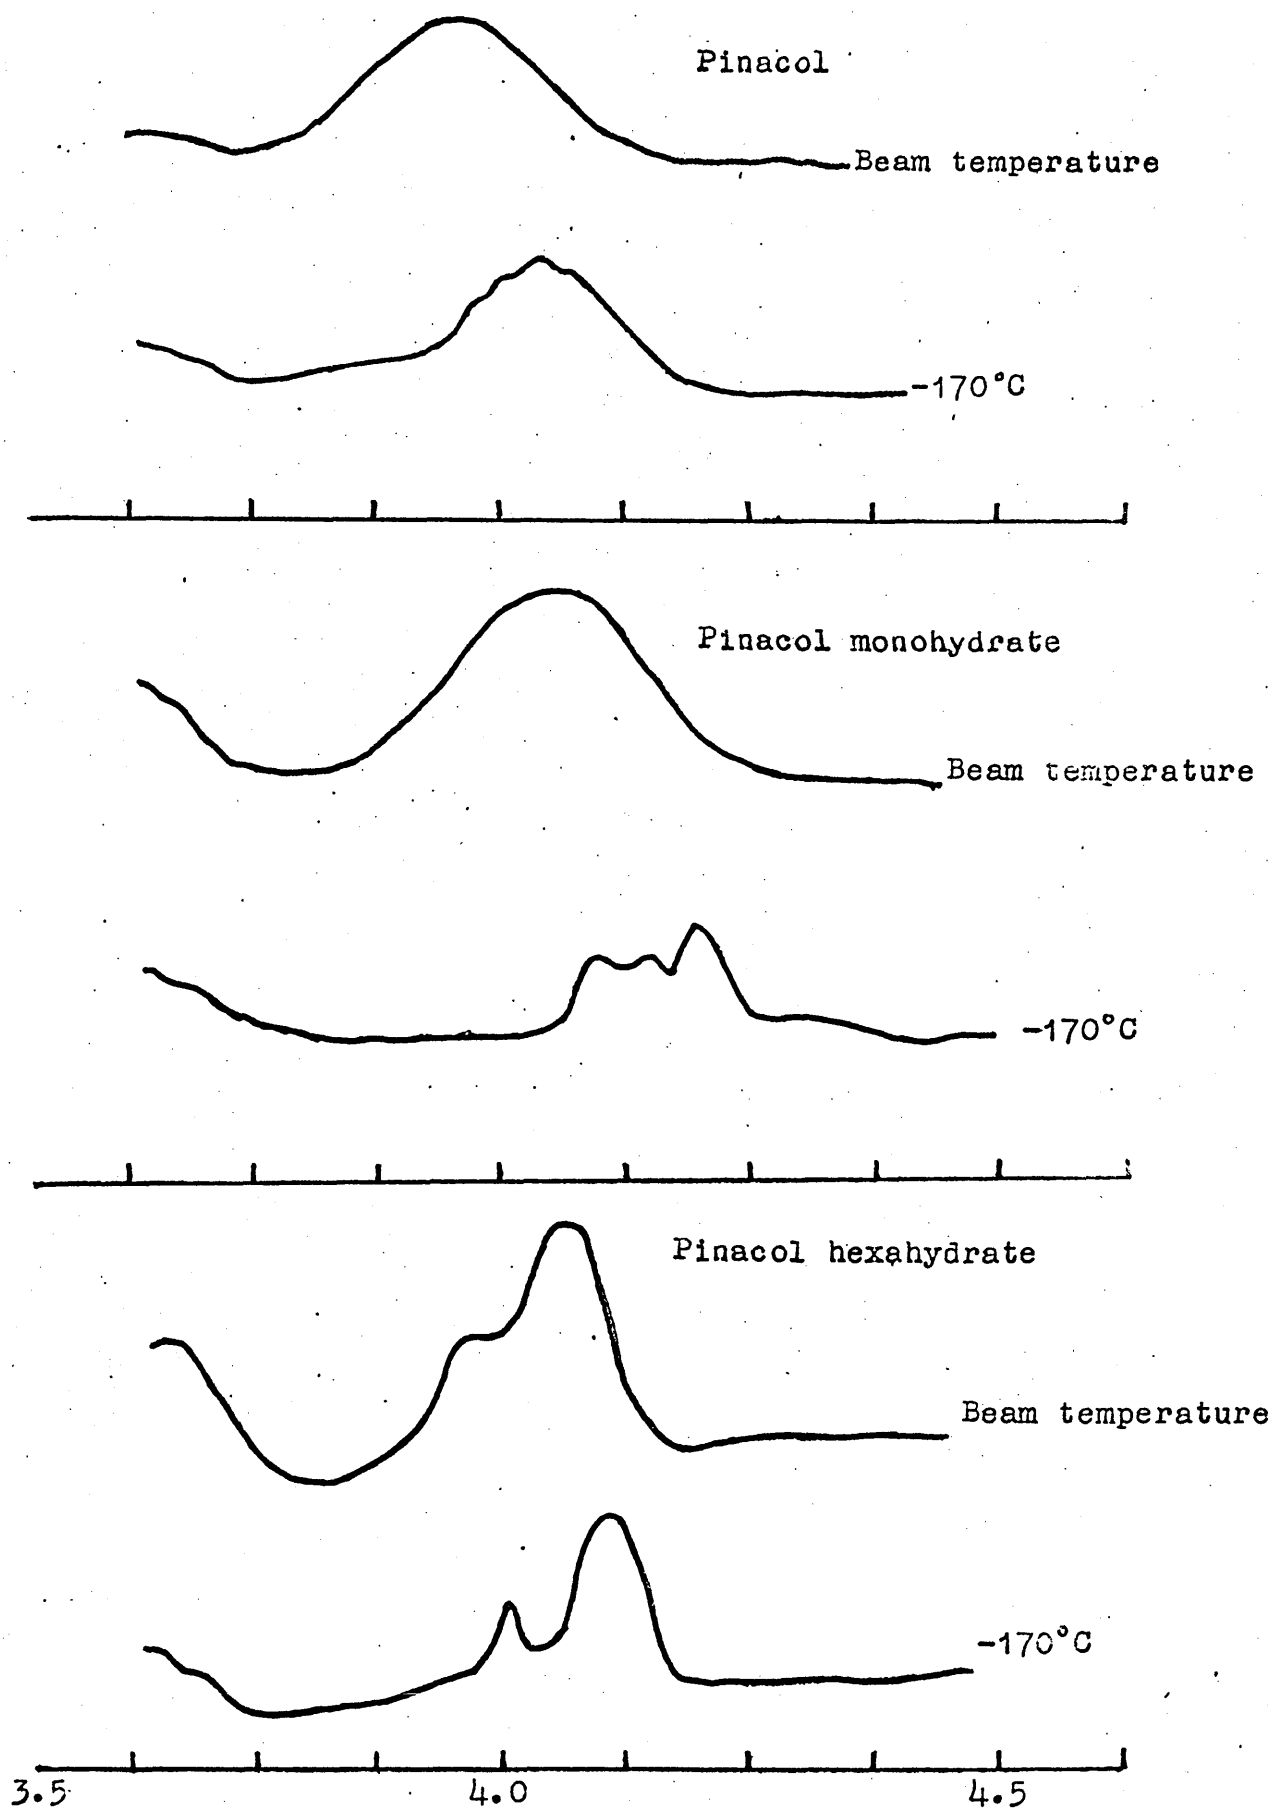 Pinacol
Beam temperature
-170°C
Pinacol monohydrate
Beam temperature
-170°C
Pinacol hexahydrate
Beam temperature
-170°C
3.5 4.0 4.5